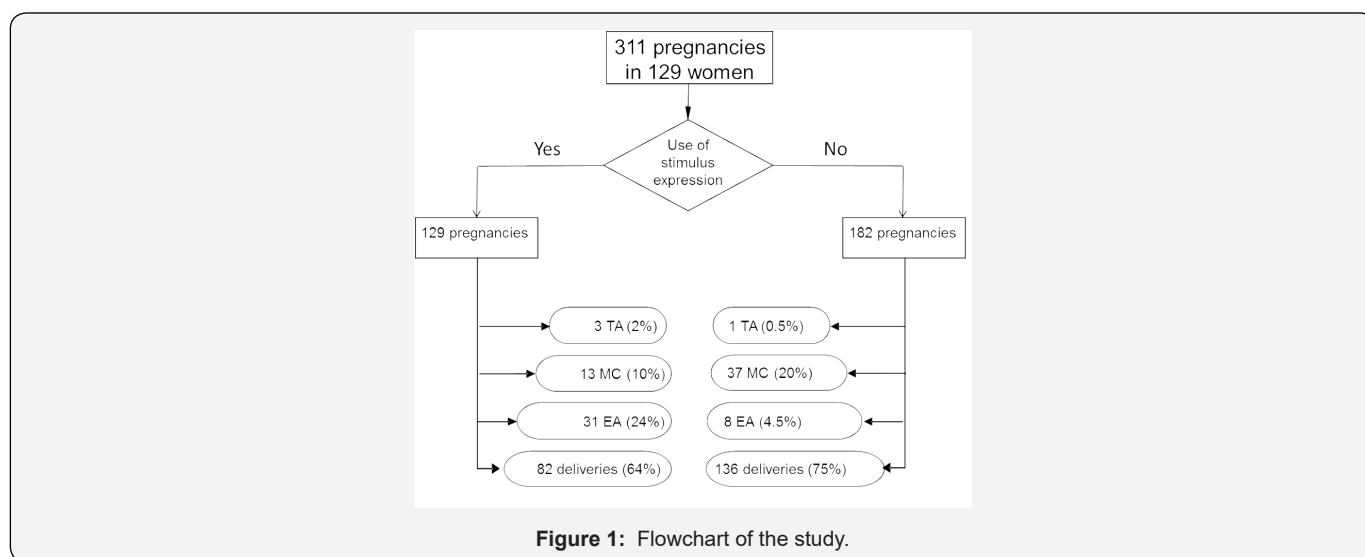 311 pregnancies
in 129 women
Use of
stimulus
expression
Yes
No
129 pregnancies
182 pregnancies
3 TA (2%)
1 TA (0.5%)
13 MC (10%)
37 MC (20%)
31 EA (24%)
8 EA (4.5%)
82 deliveries (64%)
136 deliveries (75%)
Figure 1: Flowchart of the study.